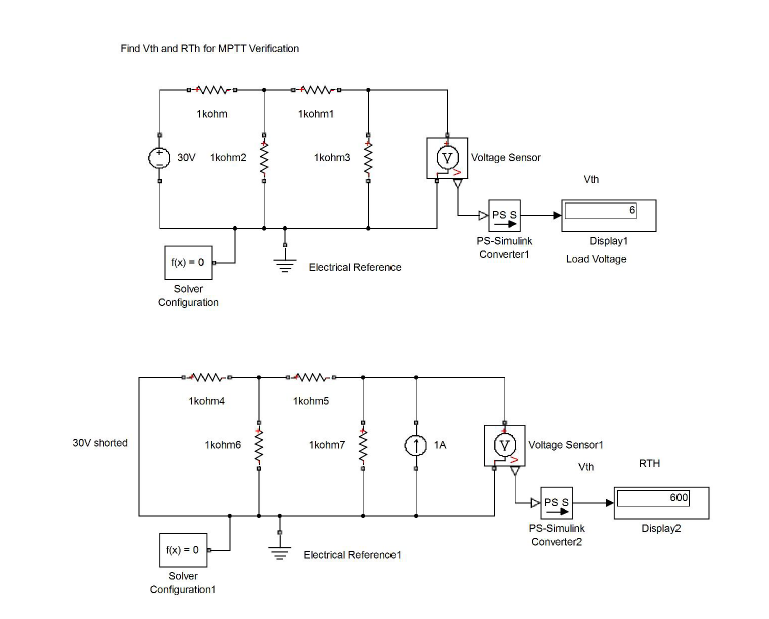 Find Vth and RTh for MPTT Verification
1kohm
1kohm1
30V
1kohm2
1kohm3
V
Voltage Sensor
Vth
6
PS S
PS-Simulink
Converter1
Display1
Load Voltage
f(x) = 0
Electrical Reference
Solver
Configuration
1kohm4
1kohm5
30V shorted
1kohm6
1kohm7
1A
V
Voltage Sensor1
Vth
RTH
600
PS S
PS-Simulink
Converter2
Display2
f(x) = 0
Electrical Reference1
Solver
Configuration1